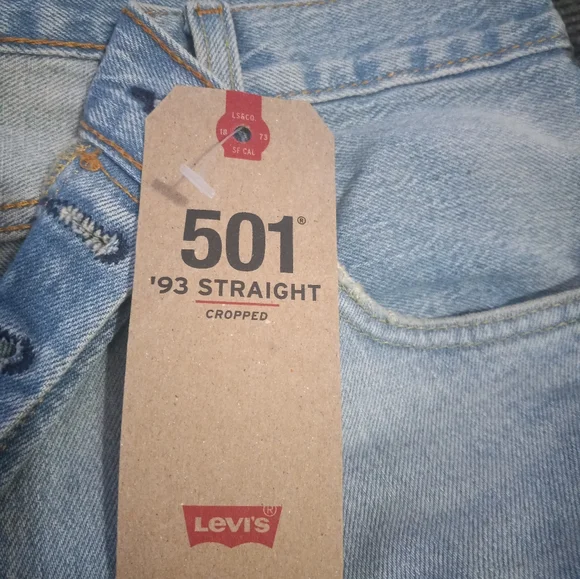 LS&CO.
18 73
SF CAL
501®
'93 STRAIGHT
CROPPED
Levi's®